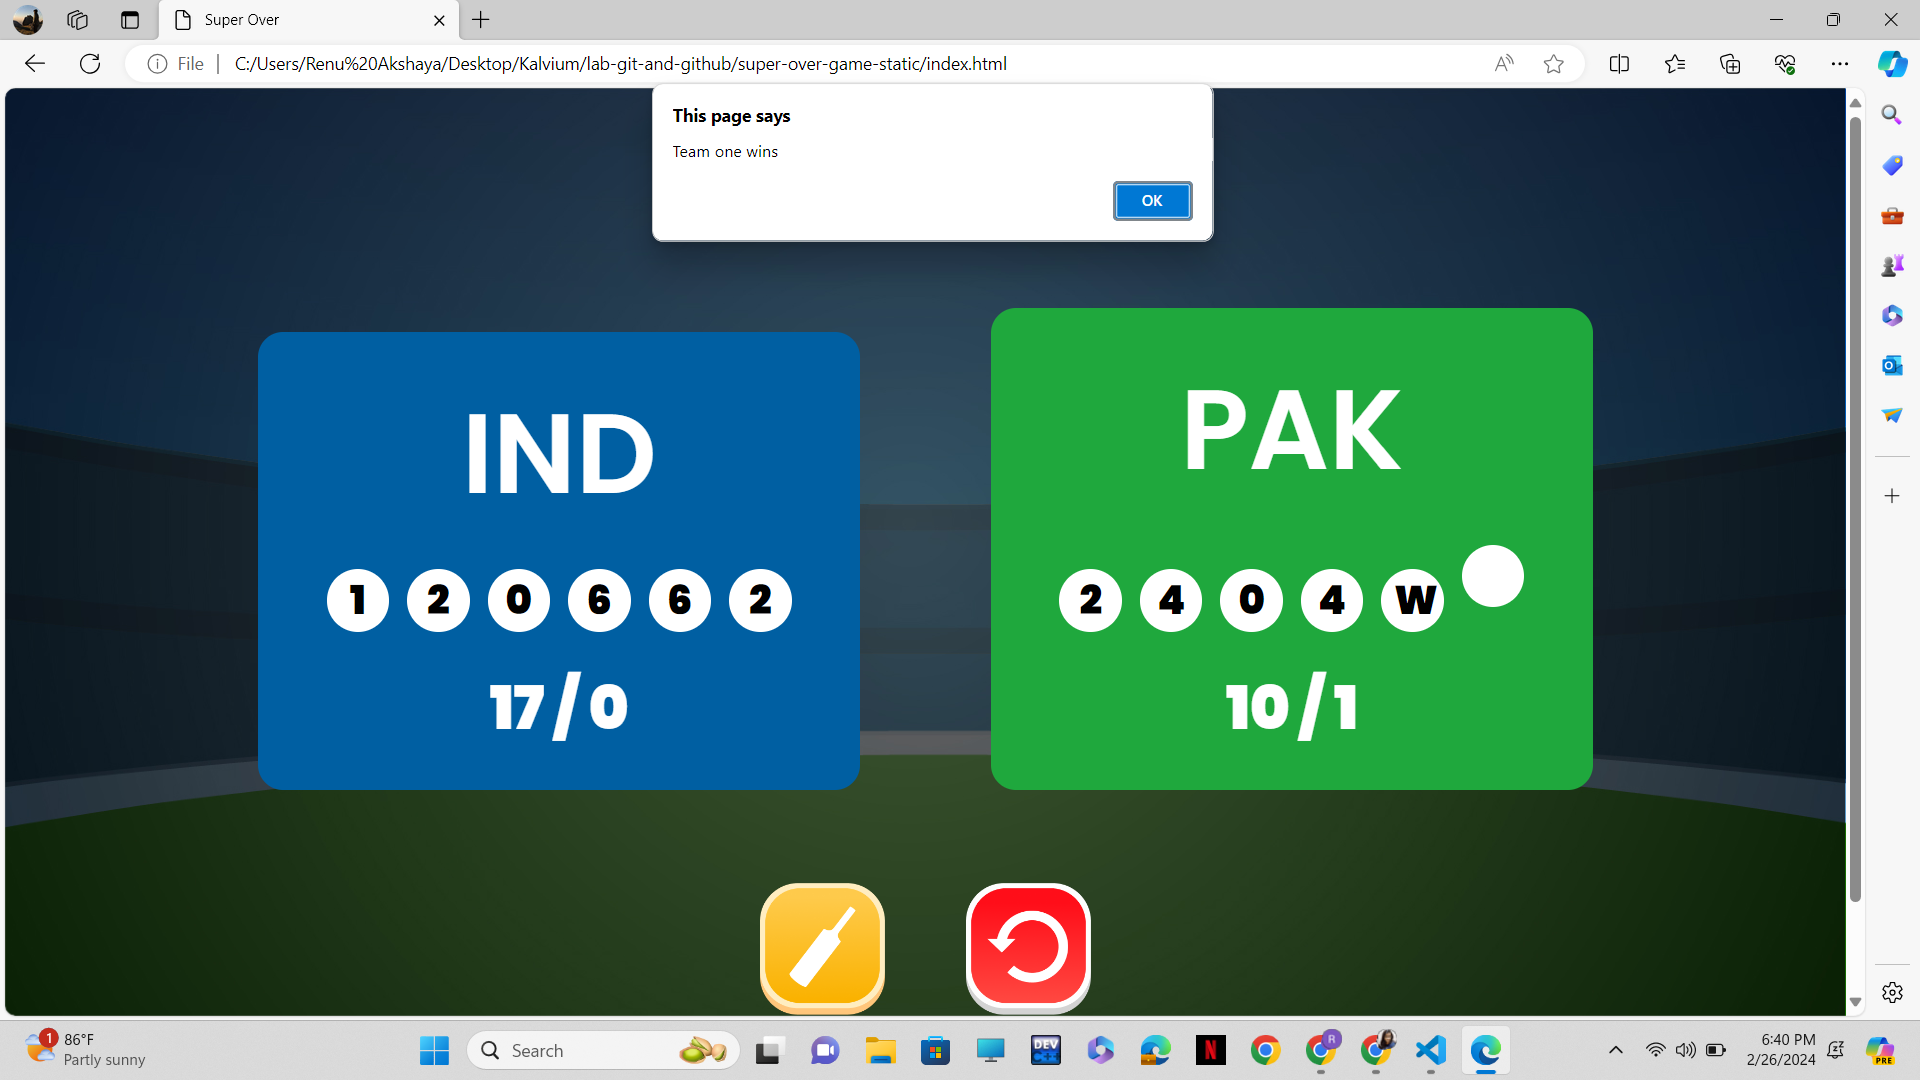 Super Over
File
C:/Users/Renu%20Akshaya/Desktop/Kalvium/lab-git-and-github/super-over-game-static/index.html
This page says
Team one wins
OK
IND
1 2 0 6 6 2
17/0
PAK
2 4 0 4 W
10/1
1
86°F
Partly sunny
Search
DEV
C++
N
R
6:40 PM
2/26/2024
PRE